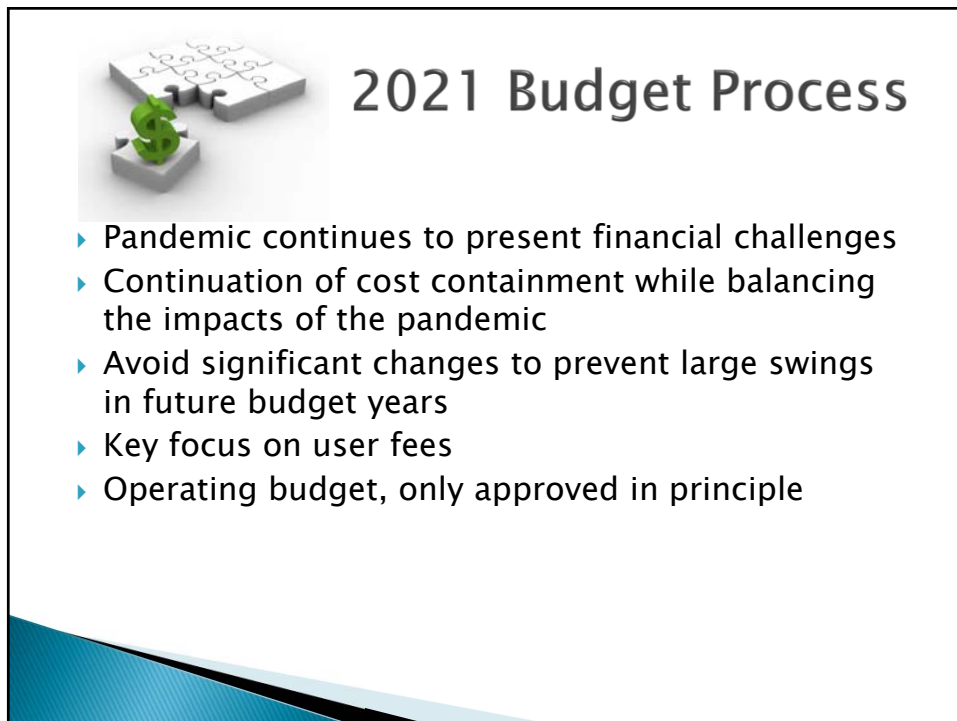 2021 Budget Process
Pandemic continues to present financial challenges
Continuation of cost containment while balancing
the impacts of the pandemic
Avoid significant changes to prevent large swings
in future budget years
Key focus on user fees
Operating budget, only approved in principle